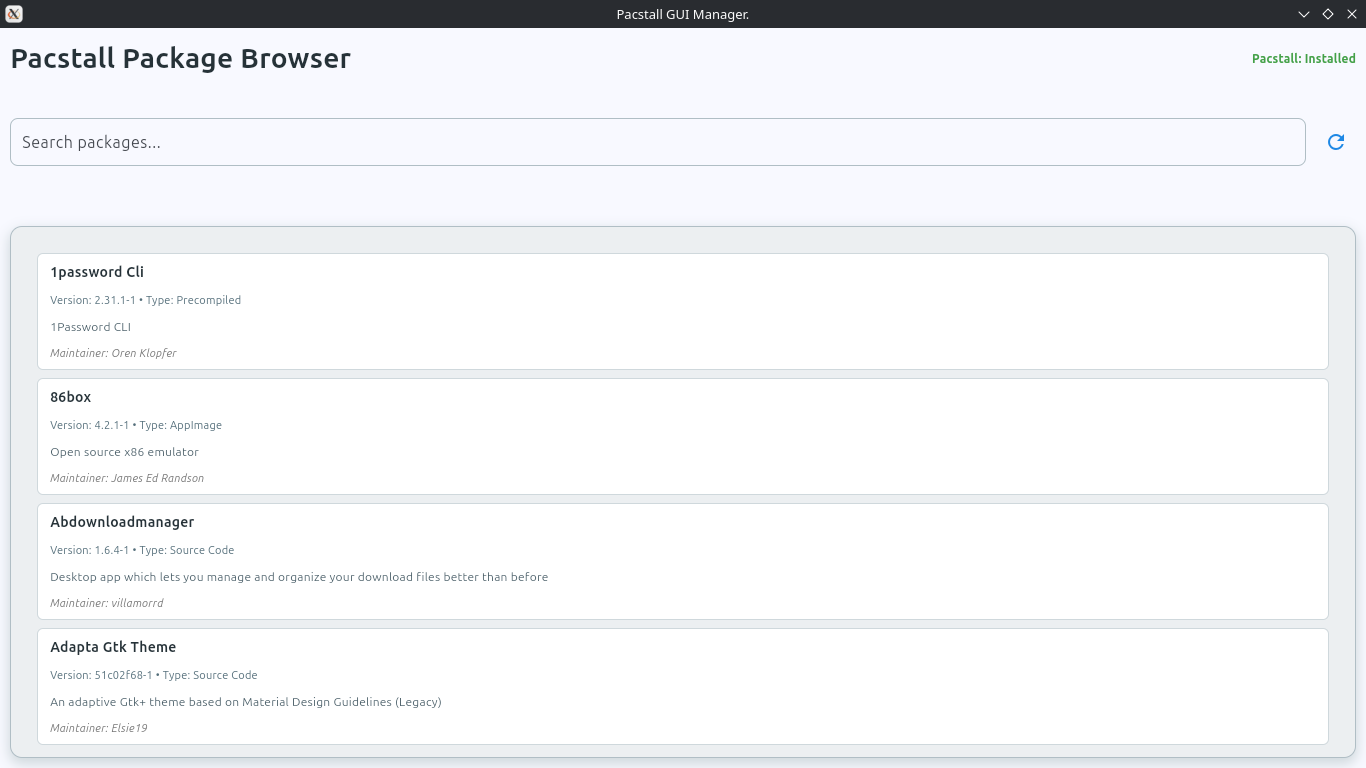 Pacstall GUI Manager.
Pacstall Package Browser
Pacstall: Installed
Search packages...
1password Cli
Version: 2.31.1-1 • Type: Precompiled
1Password CLI
Maintainer: Oren Klopfer
86box
Version: 4.2.1-1 • Type: AppImage
Open source x86 emulator
Maintainer: James Ed Randson
Abdownloadmanager
Version: 1.6.4-1 • Type: Source Code
Desktop app which lets you manage and organize your download files better than before
Maintainer: villamorrd
Adapta Gtk Theme
Version: 51c02f68-1 • Type: Source Code
An adaptive Gtk+ theme based on Material Design Guidelines (Legacy)
Maintainer: Elsie19